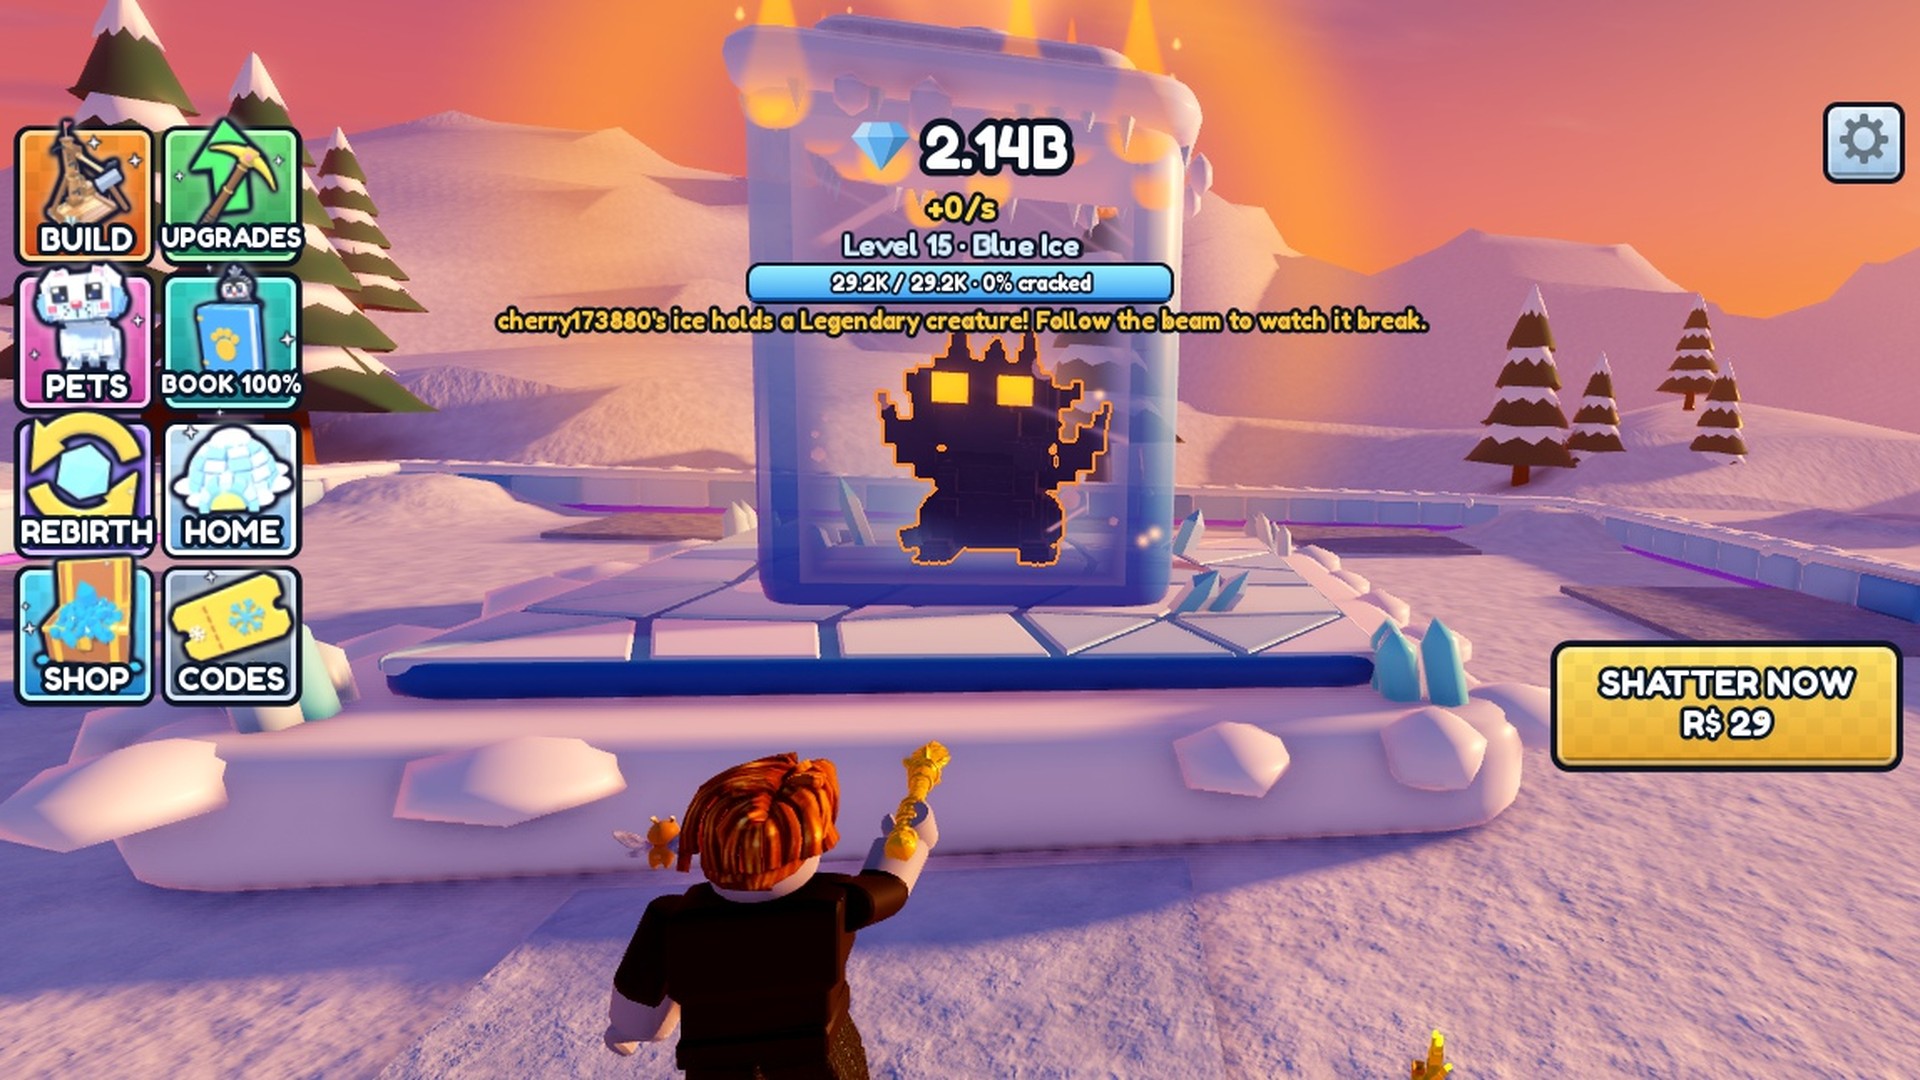 2.14B
+0/s
Level 15 · Blue Ice
29.2K / 29.2K · 0% cracked
cherry173880's ice holds a Legendary creature! Follow the beam to watch it break.
BUILD
UPGRADES
PETS
BOOK 100%
REBIRTH
HOME
SHOP
CODES
SHATTER NOW
R$ 29